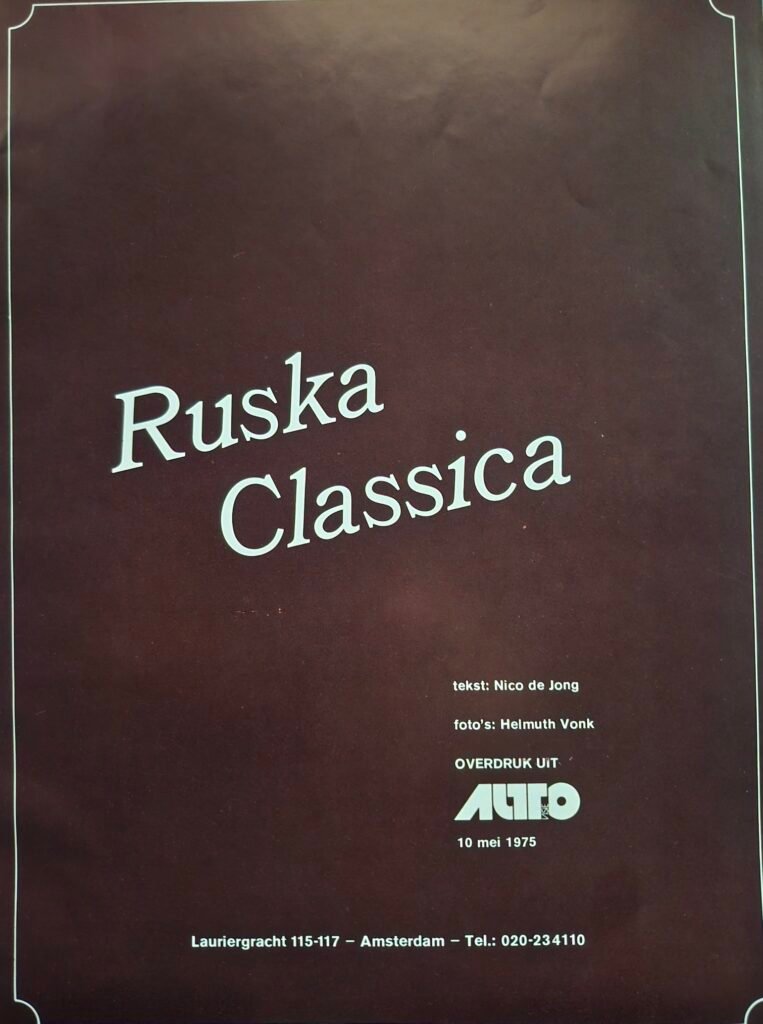 Ruska
Classica
tekst: Nico de Jong
foto's: Helmuth Vonk
OVERDRUK UiT
AUTO
10 mei 1975
Lauriergracht 115-117 – Amsterdam – Tel.: 020-234110